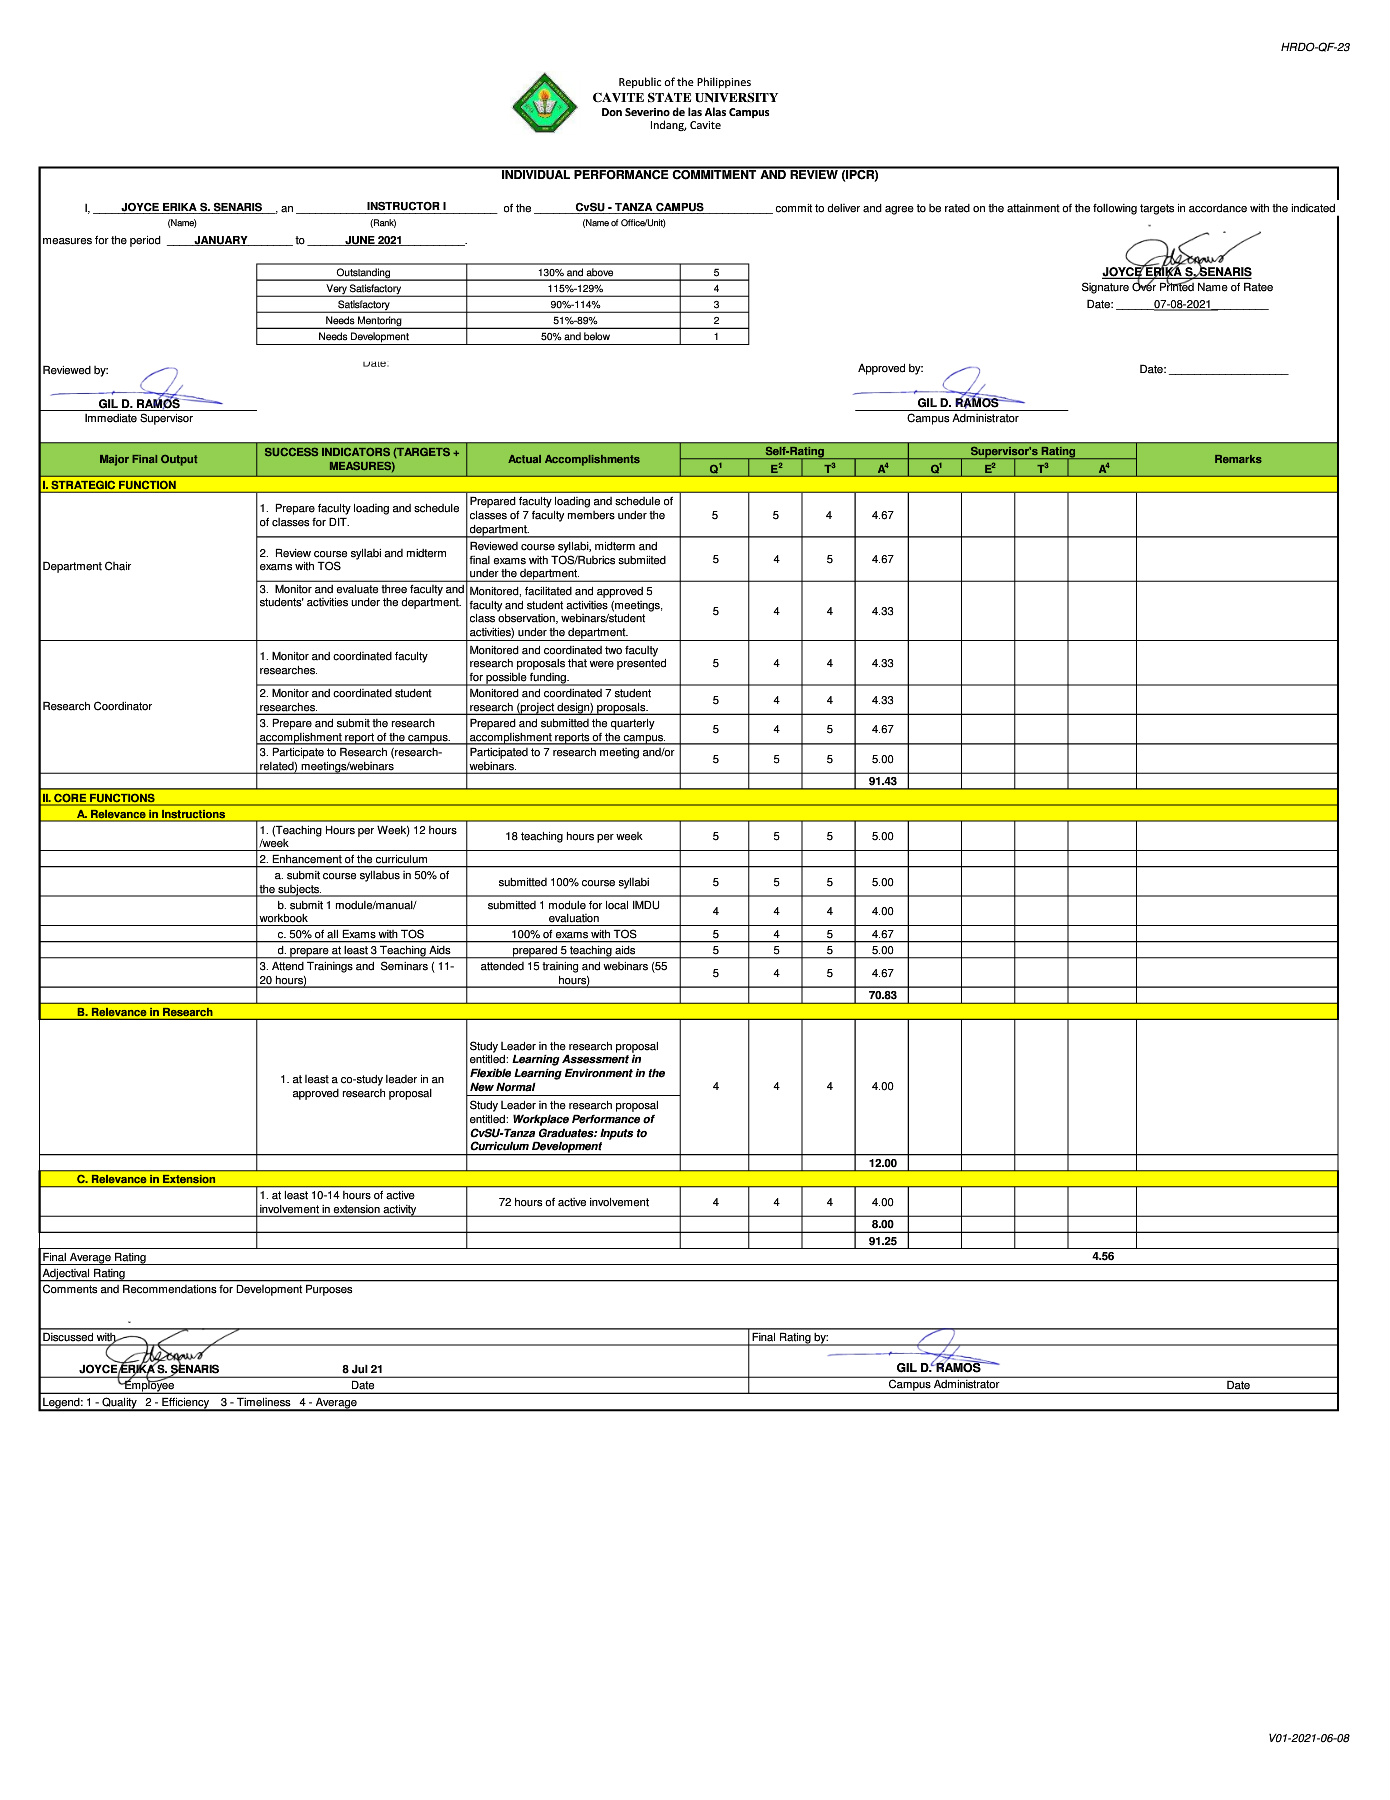 HRDO-QF-23
Republic of the Philippines
CAVITE STATE UNIVERSITY
Don Severino de las Alas Campus
Indang, Cavite
INDIVIDUAL PERFORMANCE COMMITMENT AND REVIEW (IPCR)
I, JOYCE ERIKA S. SENARIS, an INSTRUCTOR I of the CvSU - TANZA CAMPUS commit to deliver and agree to be rated on the attainment of the following targets in accordance with the indicated
(Name) (Rank) (Name of Office/Unit)
measures for the period JANUARY to JUNE 2021.
Outstanding 130% and above 5
Very Satisfactory 115%-129% 4
Satisfactory 90%-114% 3
Needs Mentoring 51%-89% 2
Needs Development 50% and below 1
JOYCE ERIKA S. SENARIS
Signature Over Printed Name of Ratee
Date: 07-08-2021
Reviewed by: Date: Approved by: Date:
GIL D. RAMOS GIL D. RAMOS
Immediate Supervisor Campus Administrator
Major Final Output
SUCCESS INDICATORS (TARGETS +
MEASURES)
Actual Accomplishments
Self-Rating Supervisor's Rating
Q1 E2 T3 A4 Q1 E2 T3 A4
Remarks
I. STRATEGIC FUNCTION
Department Chair
1. Prepare faculty loading and schedule
of classes for DIT.
Prepared faculty loading and schedule of
classes of 7 faculty members under the
department.
5 5 4 4.67
2. Review course syllabi and midterm
exams with TOS
Reviewed course syllabi, midterm and
final exams with TOS/Rubrics submiited
under the department.
5 4 5 4.67
3. Monitor and evaluate three faculty and
students' activities under the department.
Monitored, facilitated and approved 5
faculty and student activities (meetings,
class observation, webinars/student
activities) under the department.
5 4 4 4.33
Research Coordinator
1. Monitor and coordinated faculty
researches.
Monitored and coordinated two faculty
research proposals that were presented
for possible funding.
5 4 4 4.33
2. Monitor and coordinated student
researches.
Monitored and coordinated 7 student
research (project design) proposals.
5 4 4 4.33
3. Prepare and submit the research
accomplishment report of the campus.
Prepared and submitted the quarterly
accomplishment reports of the campus.
5 4 5 4.67
3. Participate to Research (research-
related) meetings/webinars
Participated to 7 research meeting and/or
webinars.
5 5 5 5.00
91.43
II. CORE FUNCTIONS
A. Relevance in Instructions
1. (Teaching Hours per Week) 12 hours
/week
18 teaching hours per week
5 5 5 5.00
2. Enhancement of the curriculum
a. submit course syllabus in 50% of
the subjects.
submitted 100% course syllabi
5 5 5 5.00
b. submit 1 module/manual/
workbook
submitted 1 module for local IMDU
evaluation
4 4 4 4.00
c. 50% of all Exams with TOS 100% of exams with TOS 5 4 5 4.67
d. prepare at least 3 Teaching Aids prepared 5 teaching aids 5 5 5 5.00
3. Attend Trainings and Seminars ( 11-
20 hours)
attended 15 training and webinars (55
hours)
5 4 5 4.67
70.83
B. Relevance in Research
1. at least a co-study leader in an
approved research proposal
Study Leader in the research proposal
entitled: Learning Assessment in
Flexible Learning Environment in the
New Normal
Study Leader in the research proposal
entitled: Workplace Performance of
CvSU-Tanza Graduates: Inputs to
Curriculum Development
4 4 4 4.00
12.00
C. Relevance in Extension
1. at least 10-14 hours of active
involvement in extension activity
72 hours of active involvement
4 4 4 4.00
8.00
91.25
Final Average Rating 4.56
Adjectival Rating
Comments and Recommendations for Development Purposes
Discussed with Final Rating by:
JOYCE ERIKA S. SENARIS 8 Jul 21 GIL D. RAMOS
Employee Date Campus Administrator Date
Legend: 1 - Quality 2 - Efficiency 3 - Timeliness 4 - Average
V01-2021-06-08